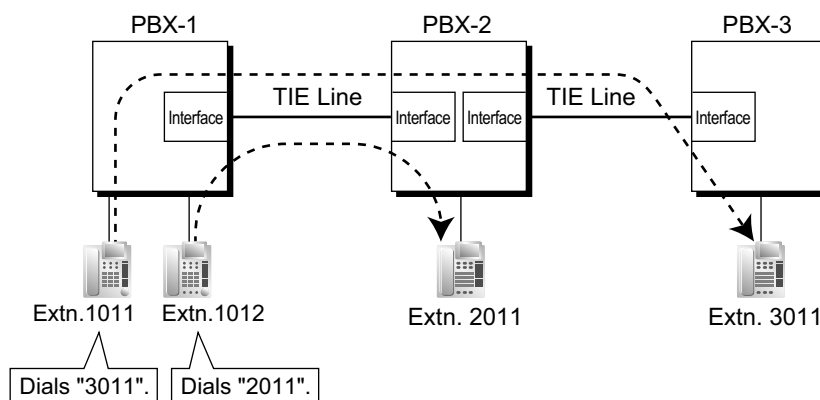 PBX-1
PBX-2
PBX-3
TIE Line
TIE Line
Interface
Interface
Interface
Interface
Extn.1011
Extn.1012
Extn. 2011
Extn. 3011
Dials "3011".
Dials "2011".